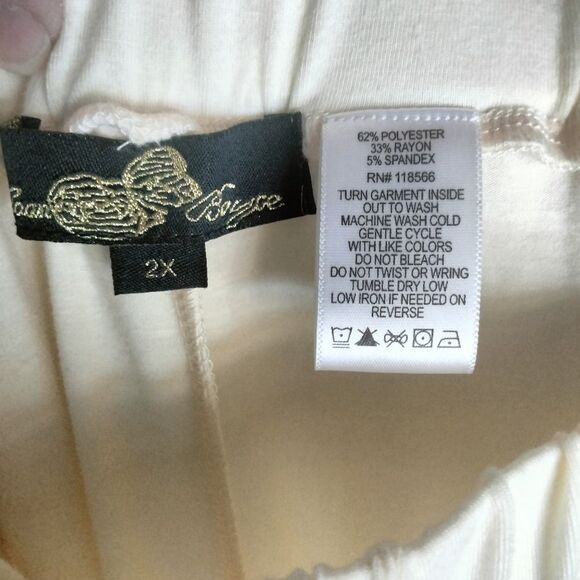 Joan Boyce
2X
62% POLYESTER
33% RAYON
5% SPANDEX
RN# 118566
TURN GARMENT INSIDE
OUT TO WASH
MACHINE WASH COLD
GENTLE CYCLE
WITH LIKE COLORS
DO NOT BLEACH
DO NOT TWIST OR WRING
TUMBLE DRY LOW
LOW IRON IF NEEDED ON
REVERSE